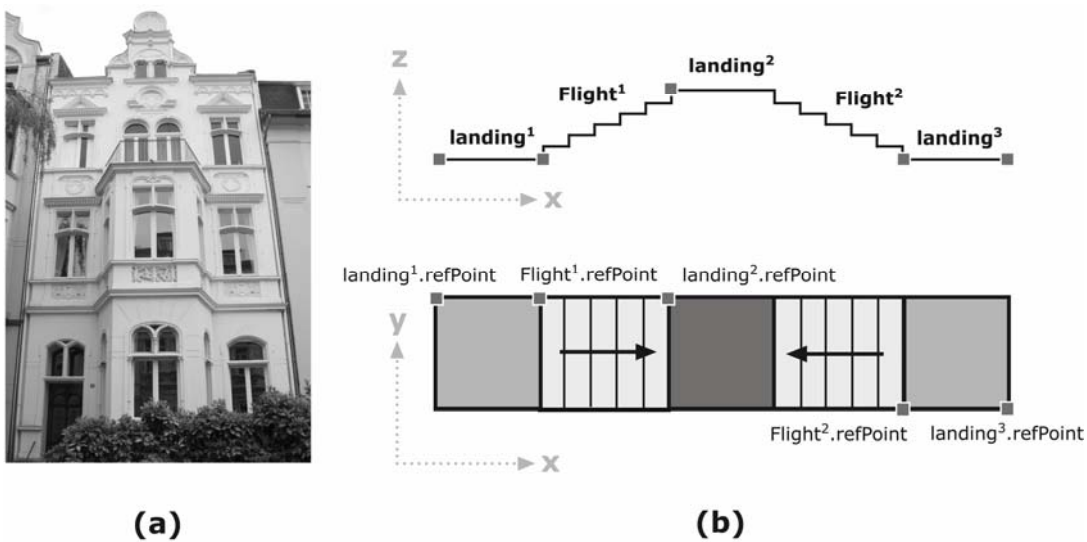 z
landing²
Flight¹
Flight²
landing¹
landing³
x
landing¹.refPoint
Flight¹.refPoint
landing².refPoint
y
Flight².refPoint
landing³.refPoint
x
(a)
(b)